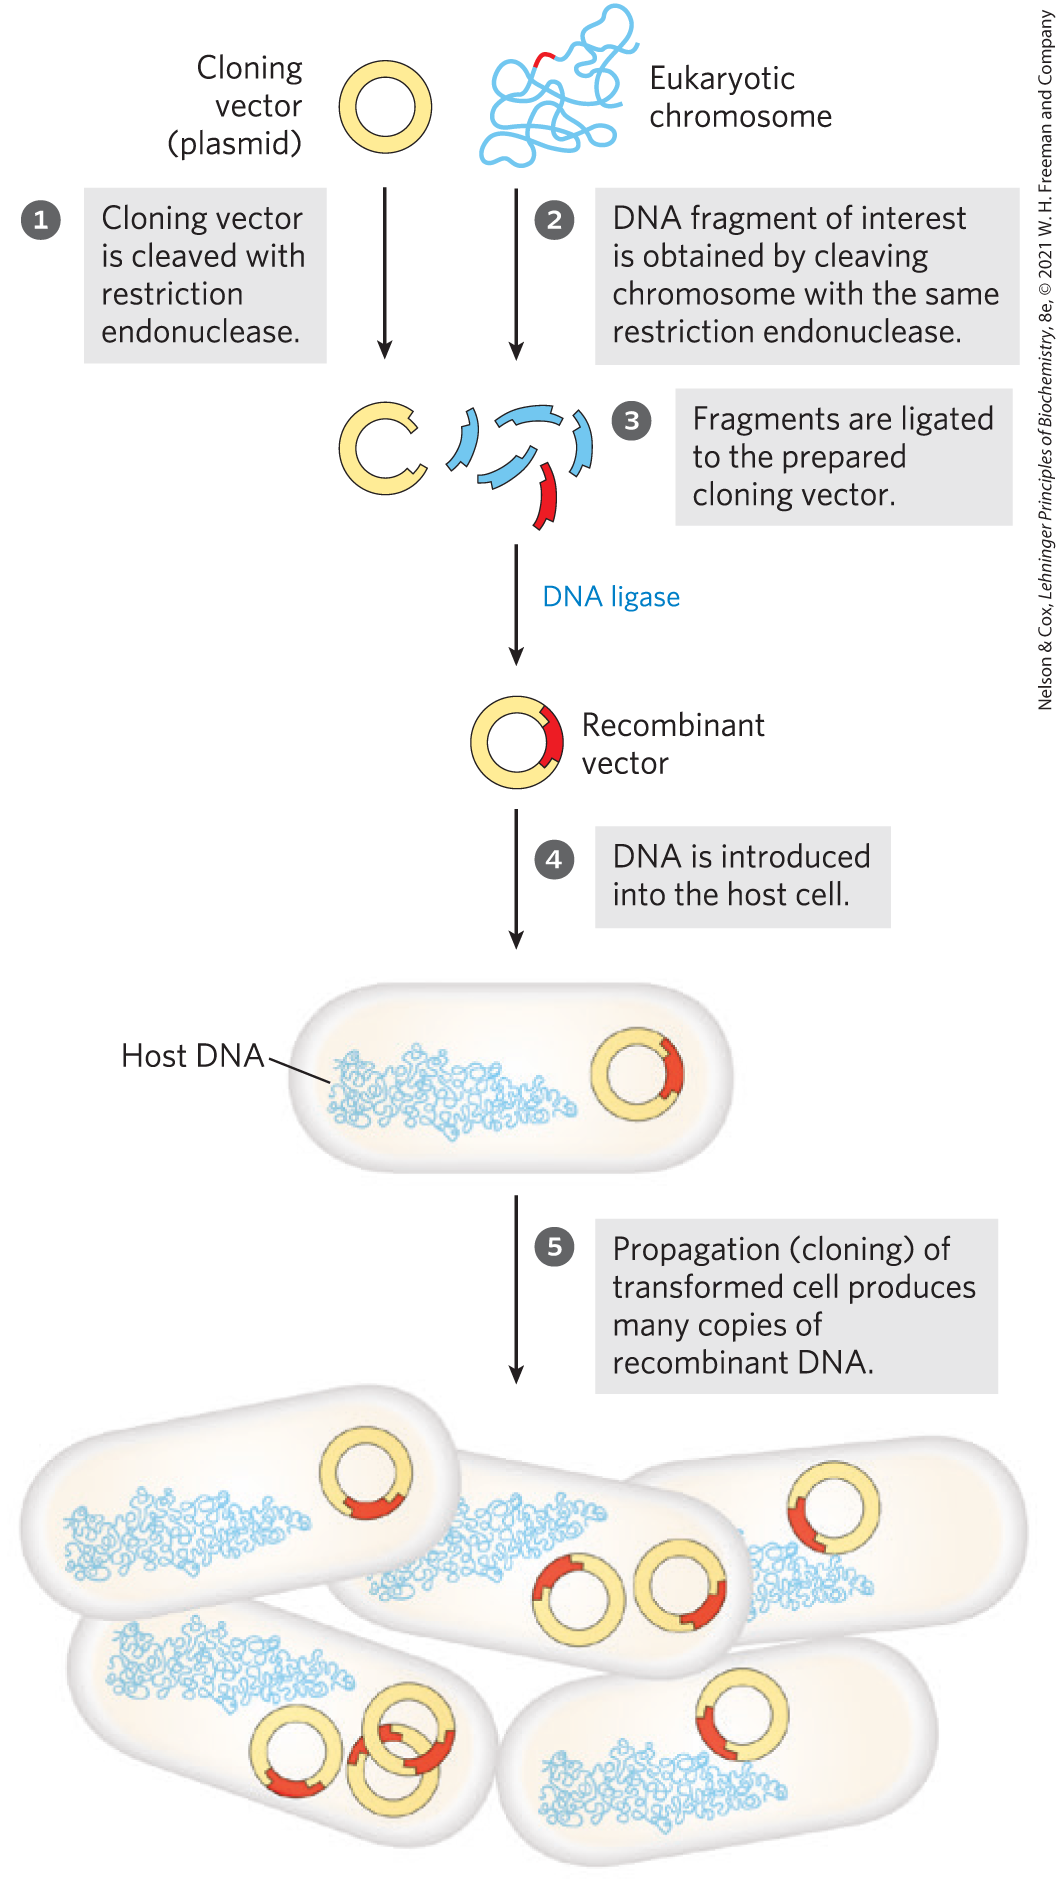 Cloning
vector
(plasmid)
Eukaryotic
chromosome
1
Cloning vector
is cleaved with
restriction
endonuclease.
2
DNA fragment of interest
is obtained by cleaving
chromosome with the same
restriction endonuclease.
3
Fragments are ligated
to the prepared
cloning vector.
DNA ligase
Recombinant
vector
4
DNA is introduced
into the host cell.
Host DNA
5
Propagation (cloning) of
transformed cell produces
many copies of
recombinant DNA.
Nelson & Cox, Lehninger Principles of Biochemistry, 8e, © 2021 W. H. Freeman and Company